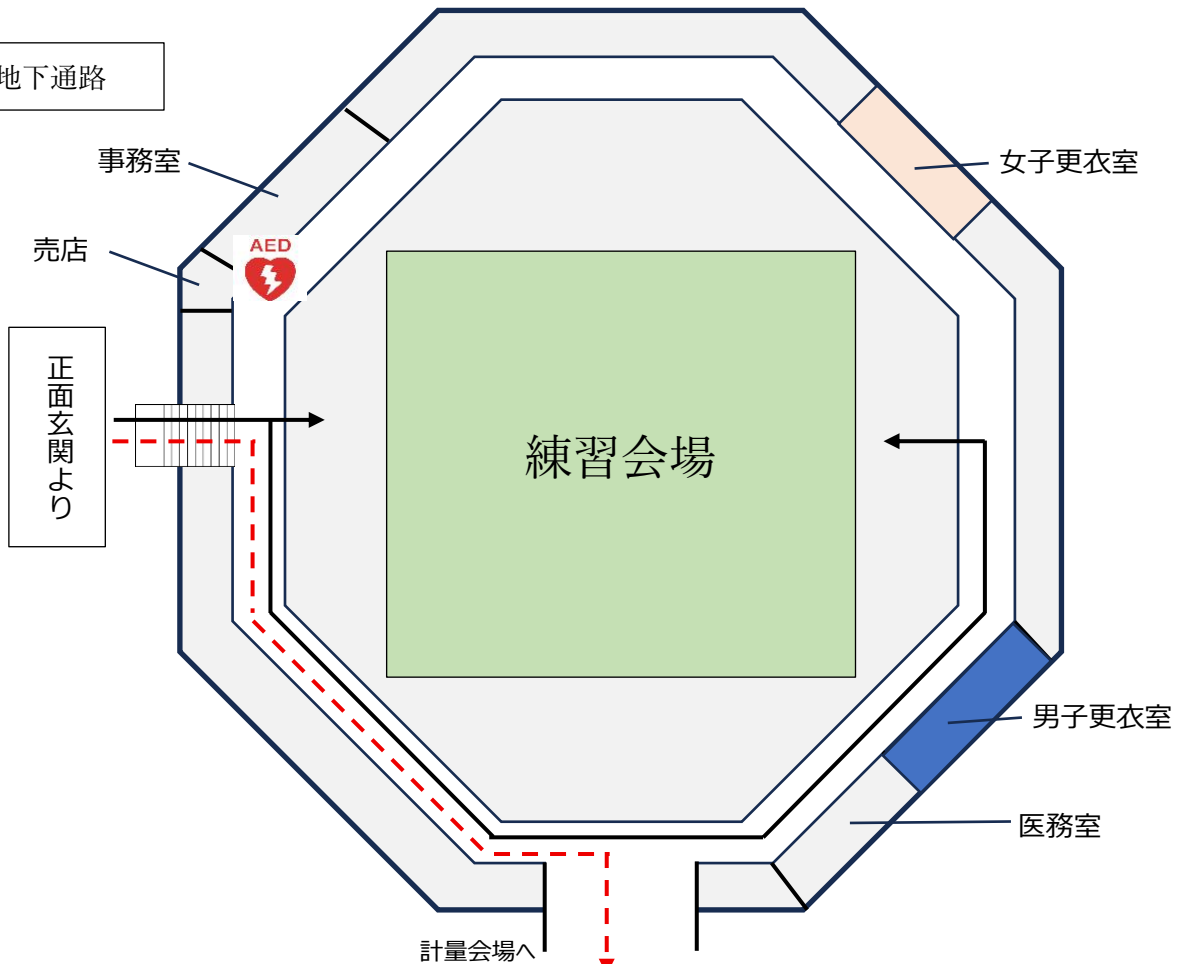 地下通路
事務室
女子更衣室
売店
AED
正面玄関より
練習会場
男子更衣室
医務室
計量会場へ